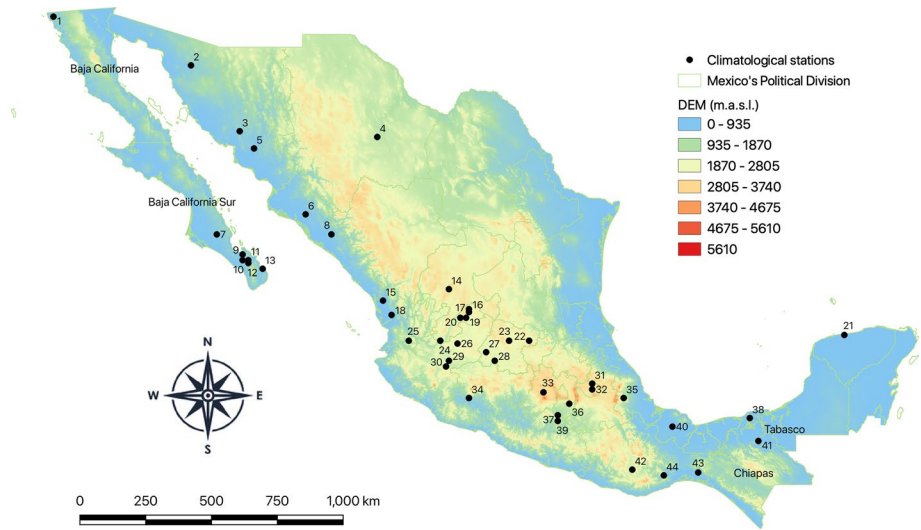 1
Baja California
2
3
4
5
Baja California Sur
6
7
8
9
10
11
12
13
14
15
16
17
18
19
20
21
22
23
24
25
26
27
28
29
30
31
32
33
34
35
36
37
38
39
40
41
42
43
44
Tabasco
Chiapas
Climatological stations
Mexico's Political Division
DEM (m.a.s.l.)
0 - 935
935 - 1870
1870 - 2805
2805 - 3740
3740 - 4675
4675 - 5610
5610
N
W E
S
0 250 500 750 1,000 km